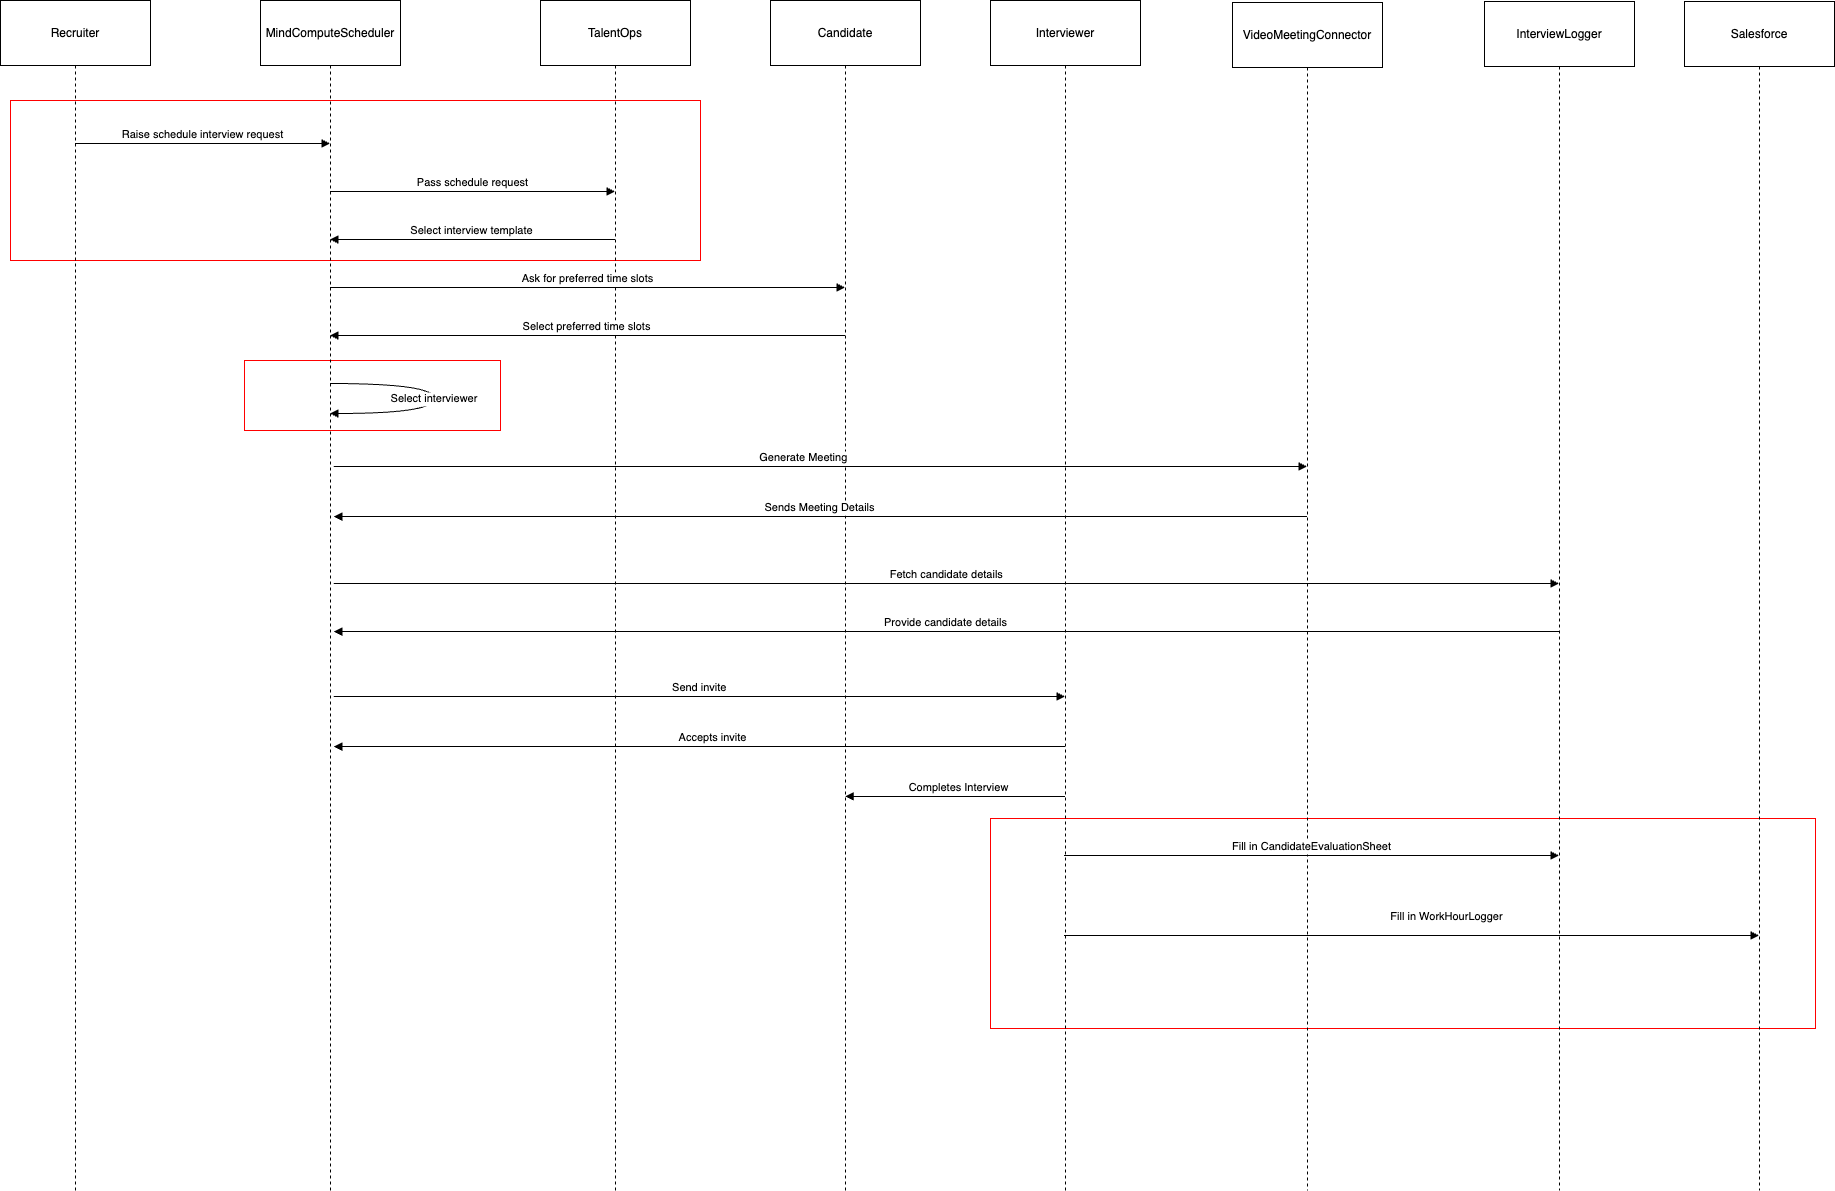 Recruiter
MindComputeScheduler
TalentOps
Candidate
Interviewer
VideoMeetingConnector
InterviewLogger
Salesforce
Raise schedule interview request
Pass schedule request
Select interview template
Ask for preferred time slots
Select preferred time slots
Select interviewer
Generate Meeting
Sends Meeting Details
Fetch candidate details
Provide candidate details
Send invite
Accepts invite
Completes Interview
Fill in CandidateEvaluationSheet
Fill in WorkHourLogger